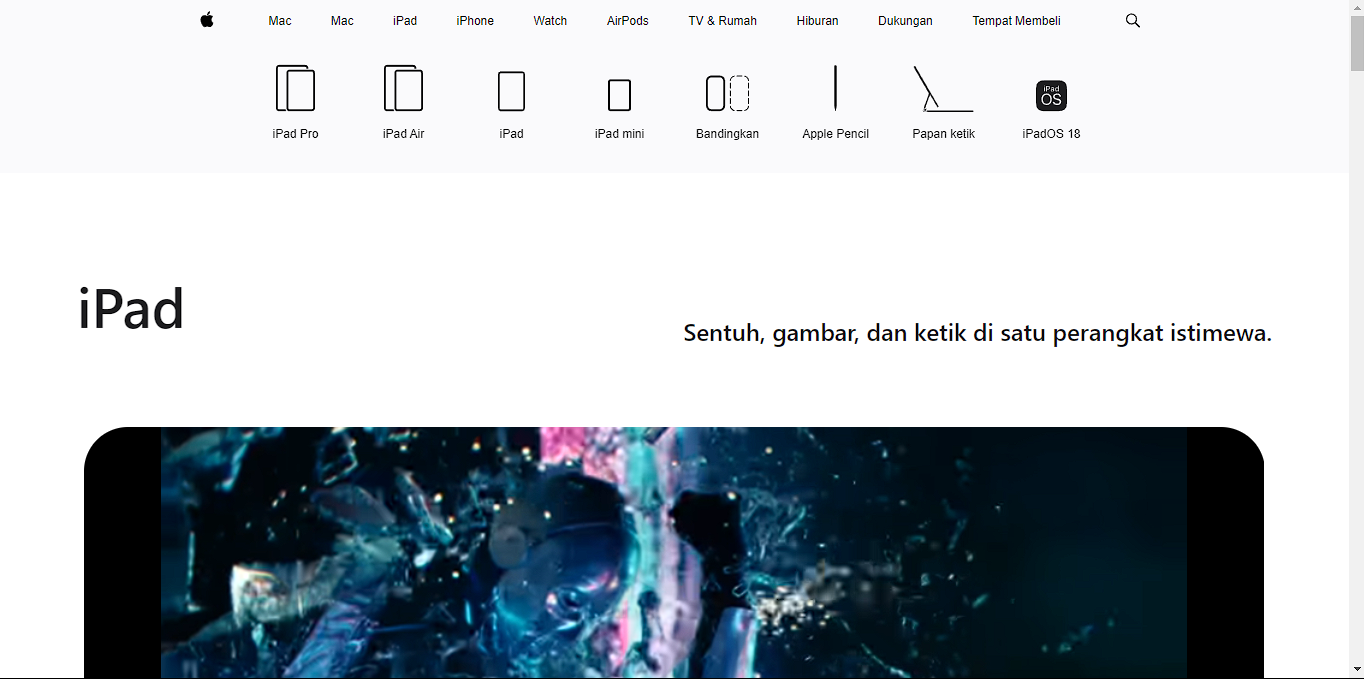 Mac Mac iPad iPhone Watch AirPods TV & Rumah Hiburan Dukungan Tempat Membeli
iPad
OS
iPad Pro iPad Air iPad iPad mini Bandingkan Apple Pencil Papan ketik iPadOS 18
iPad
Sentuh, gambar, dan ketik di satu perangkat istimewa.